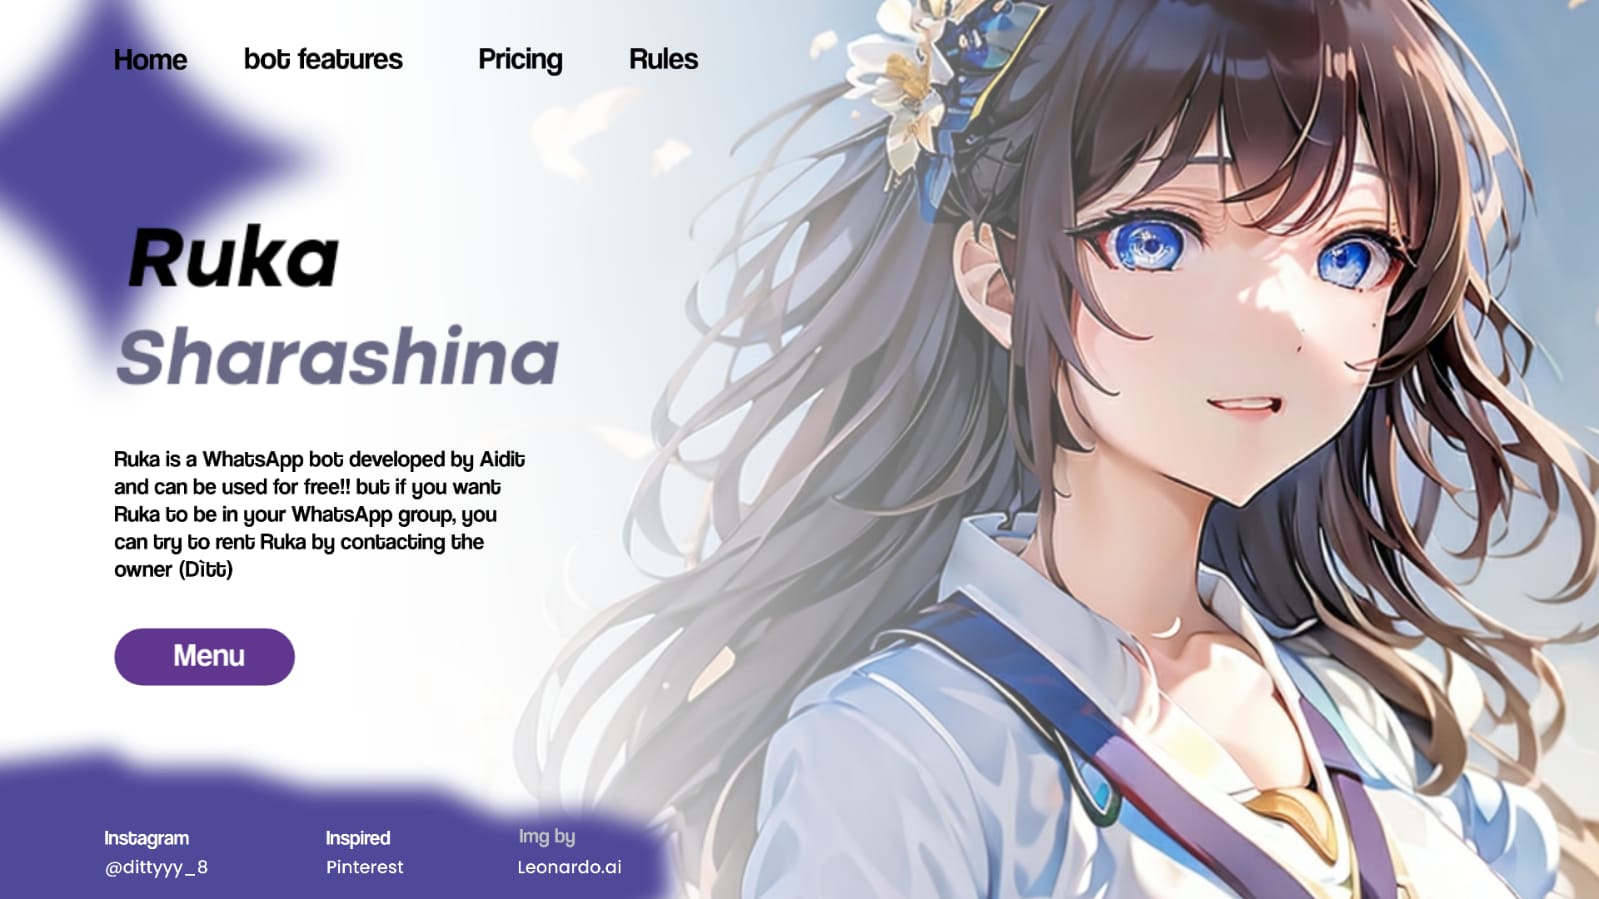 Home bot features Pricing Rules
Ruka
Sharashina
Ruka is a WhatsApp bot developed by Aidit
and can be used for free!! but if you want
Ruka to be in your WhatsApp group, you
can try to rent Ruka by contacting the
owner (Dìtt)
Menu
Instagram
@dittyyy_8
Inspired
Pinterest
Img by
Leonardo.ai